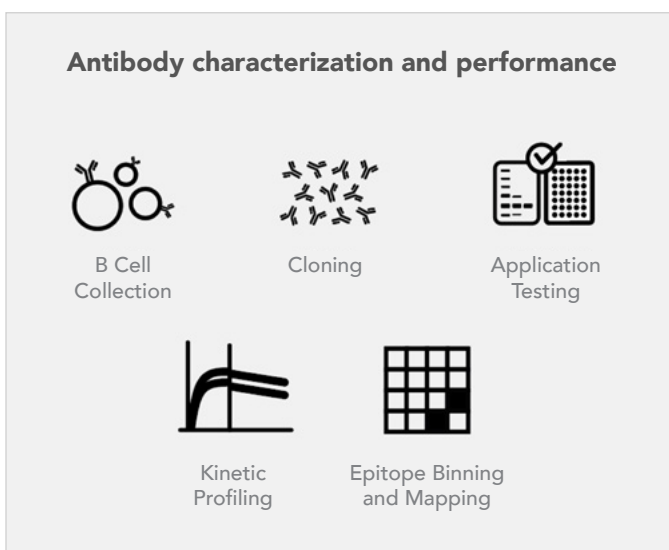 Antibody characterization and performance
B Cell
Collection
Cloning
Application
Testing
Kinetic
Profiling
Epitope Binning
and Mapping